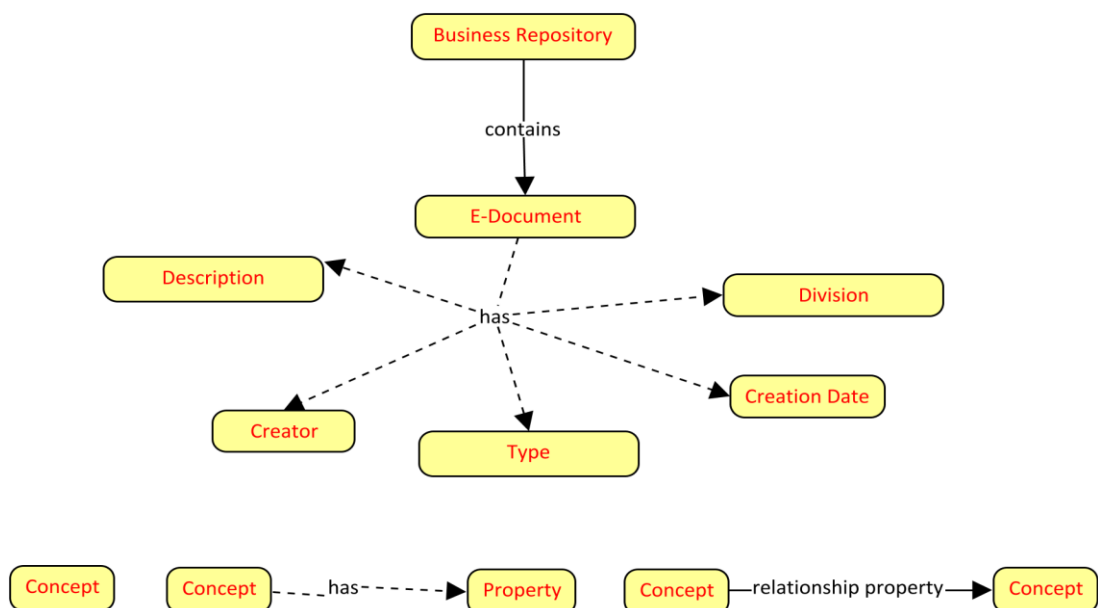 Business Repository
contains
E-Document
Description
Division
has
Creation Date
Creator
Type
Concept
Concept
has
Property
Concept
relationship property
Concept